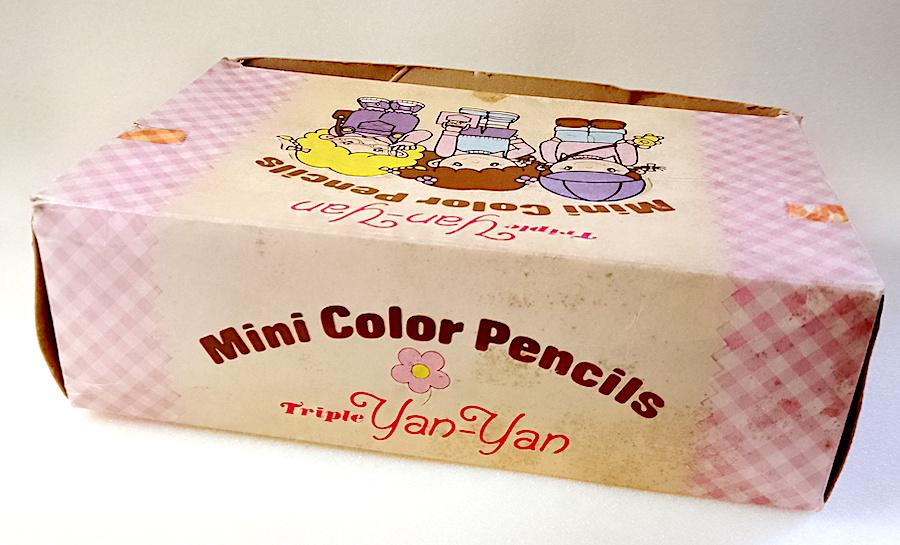 Mini Color Pencils
Triple Yan-Yan
Mini Color Pencils
Triple Yan-Yan